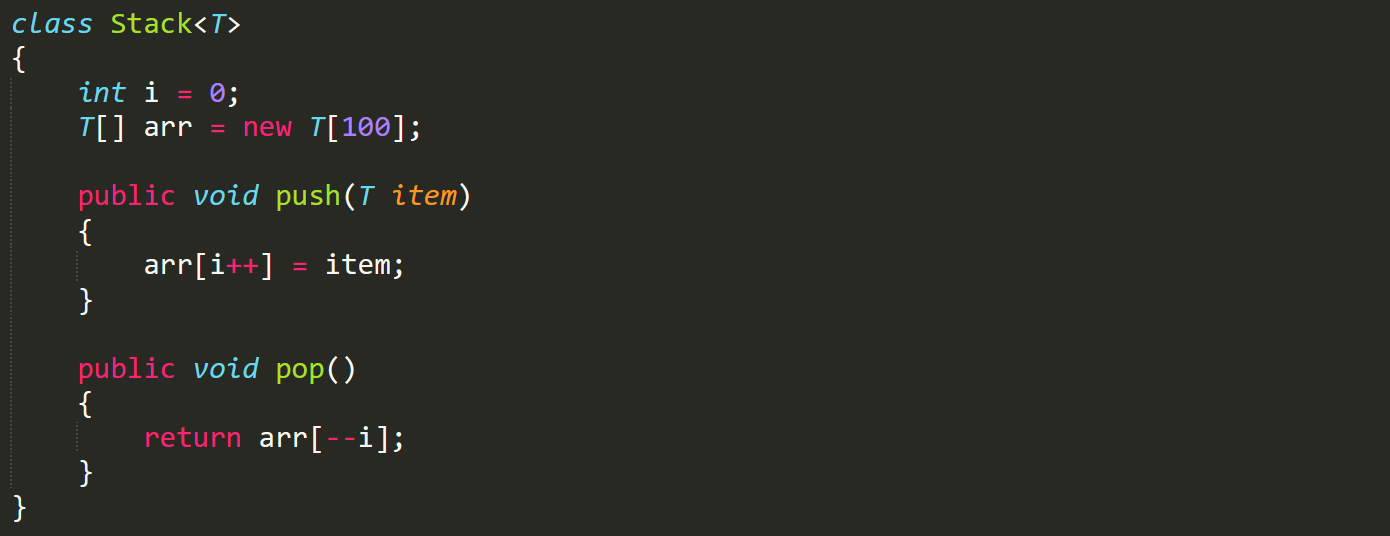 class Stack<T>
{
    int i = 0;
    T[] arr = new T[100];

    public void push(T item)
    {
        arr[i++] = item;
    }

    public void pop()
    {
        return arr[--i];
    }
}